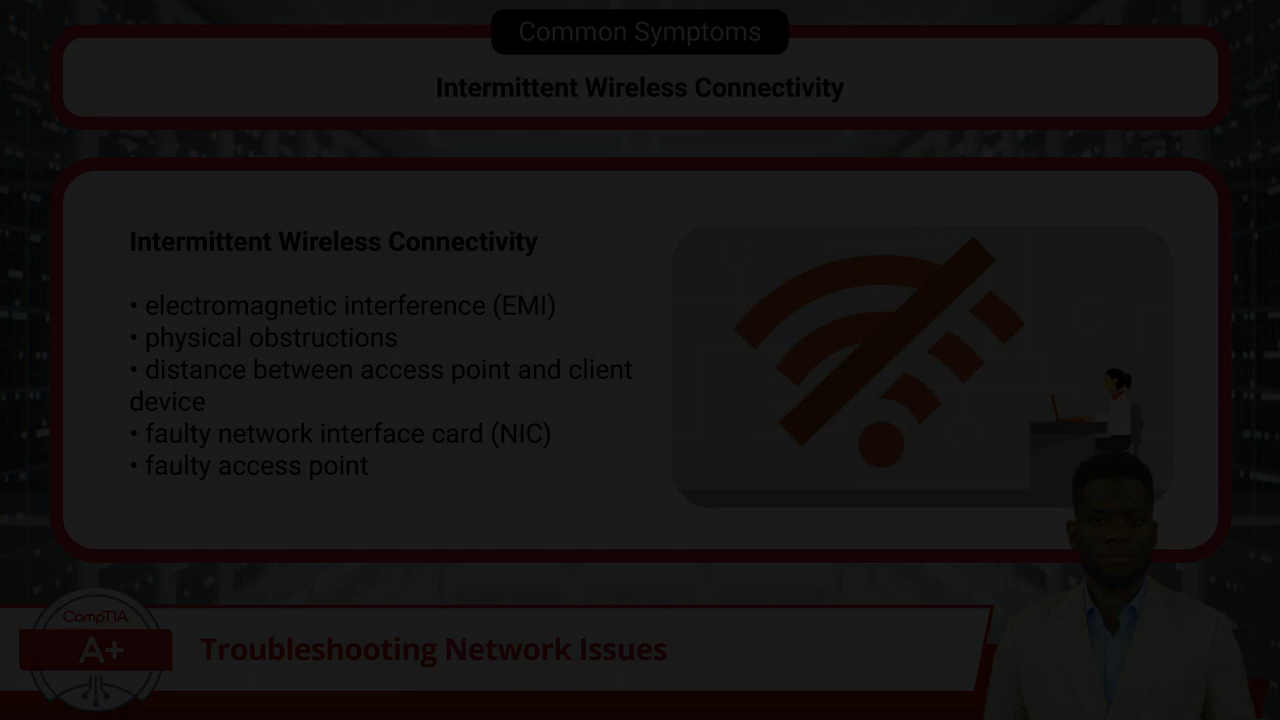 Common Symptoms
Intermittent Wireless Connectivity
Intermittent Wireless Connectivity
• electromagnetic interference (EMI)
• physical obstructions
• distance between access point and client
device
• faulty network interface card (NIC)
• faulty access point
CompTIA.
A+
Troubleshooting Network Issues